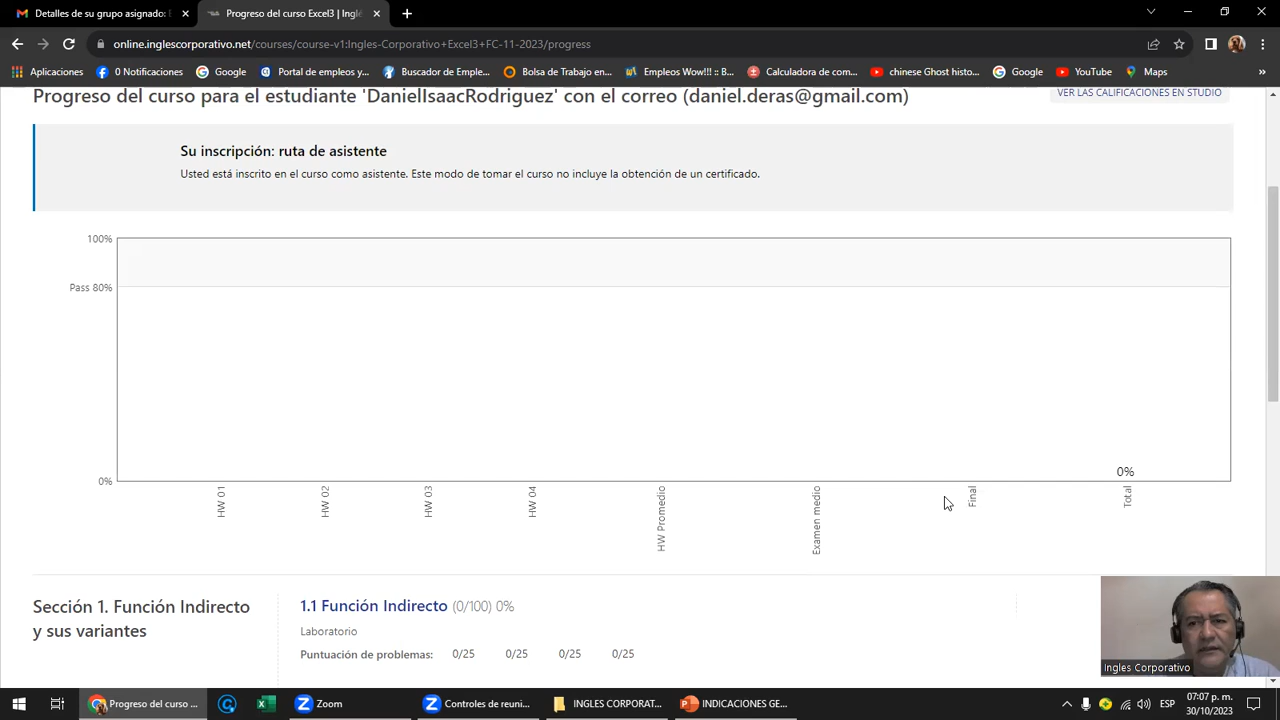 Detalles de su grupo asignado: I
Progreso del curso Excel3 | Inglé
online.inglescorporativo.net/courses/course-v1:Ingles-Corporativo+Excel3+FC-11-2023/progress
Aplicaciones
0 Notificaciones
Google
Portal de empleos y...
Buscador de Emple...
Bolsa de Trabajo en...
Empleos Wow!!! :: B...
Calculadora de com...
chinese Ghost histo...
Google
YouTube
Maps
»
Progreso del curso para el estudiante 'DanielIsaacRodriguez' con el correo (daniel.deras@gmail.com)
VER LAS CALIFICACIONES EN STUDIO
Su inscripción: ruta de asistente
Usted está inscrito en el curso como asistente. Este modo de tomar el curso no incluye la obtención de un certificado.
100%
Pass 80%
0%
0%
HW 01
HW 02
HW 03
HW 04
HW Promedio
Examen medio
Final
Total
Sección 1. Función Indirecto
y sus variantes
1.1 Función Indirecto (0/100) 0%
Laboratorio
Puntuación de problemas: 0/25 0/25 0/25 0/25
Ingles Corporativo
Progreso del curso ...
Zoom
Controles de reuni...
INGLES CORPORAT...
INDICACIONES GE...
ESP
07:07 p. m.
30/10/2023